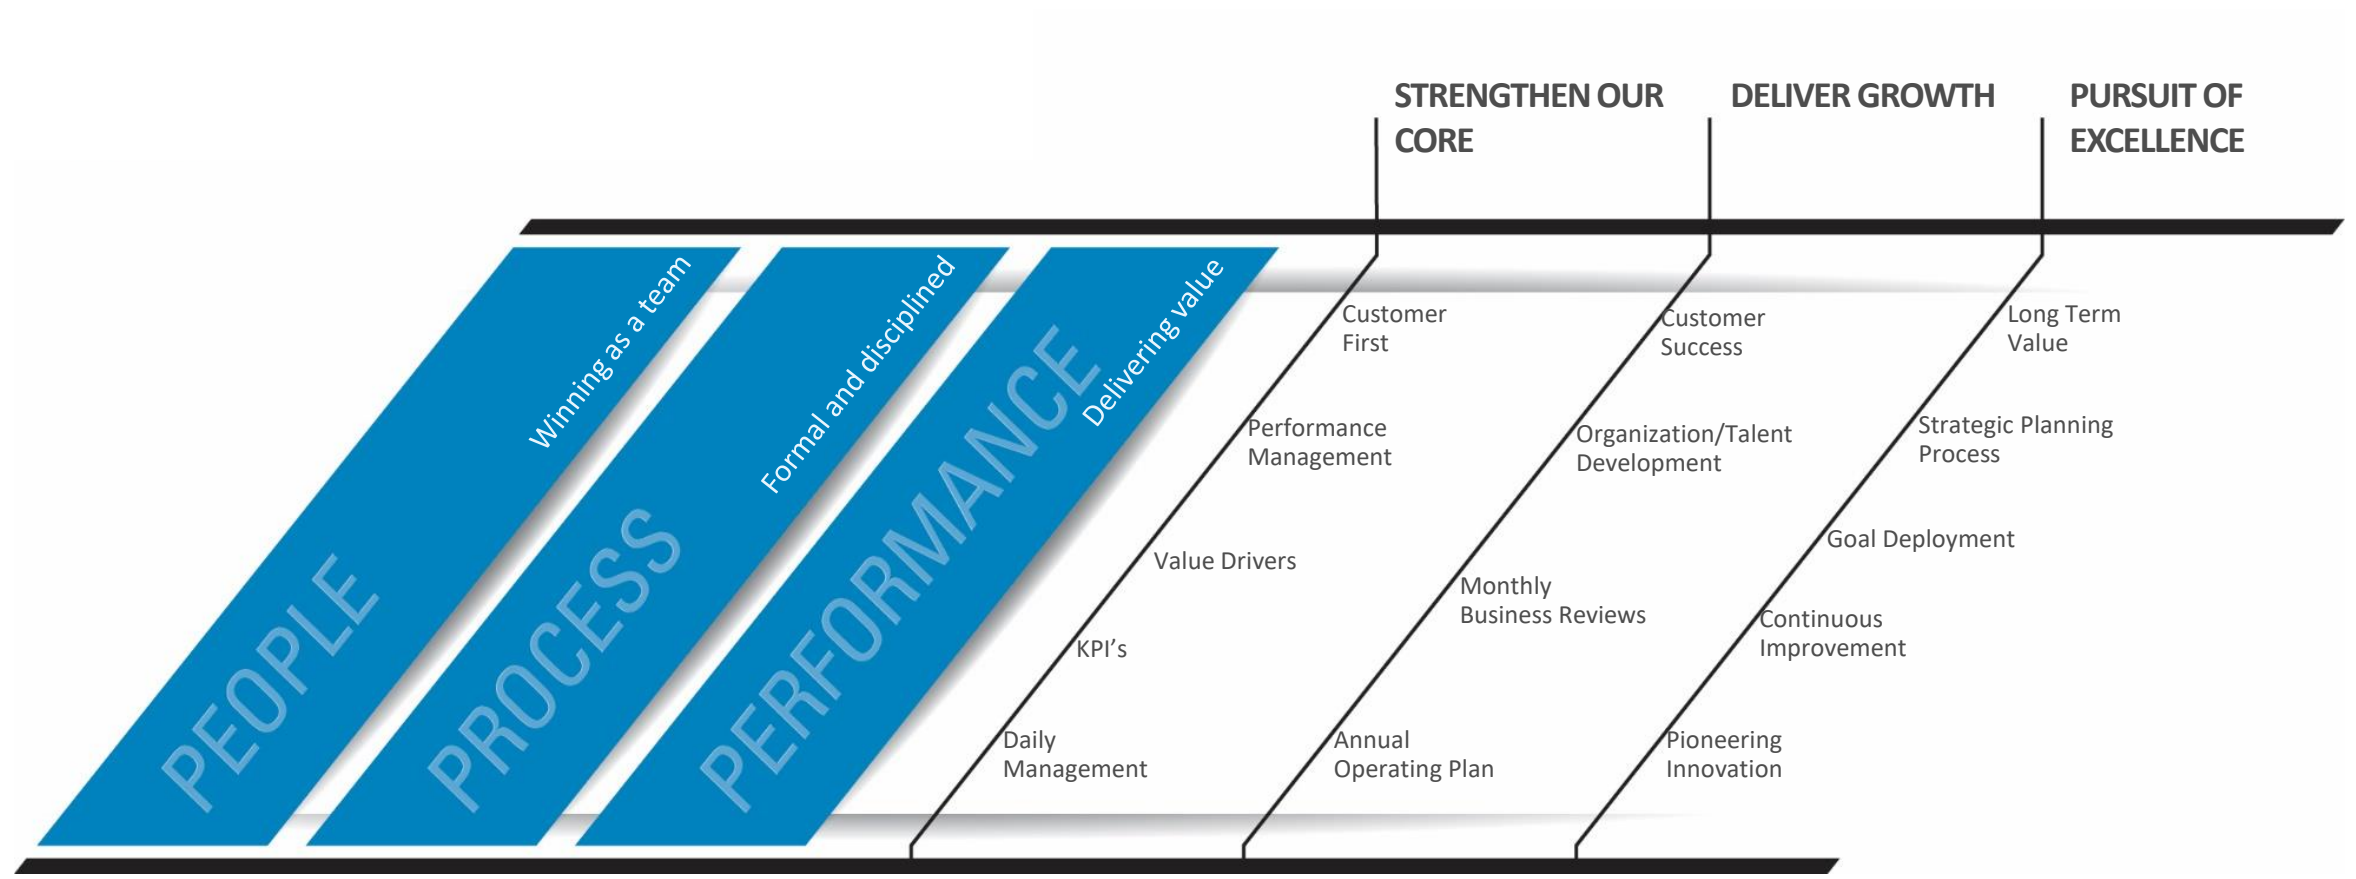 STRENGTHEN OUR
CORE
DELIVER GROWTH
PURSUIT OF
EXCELLENCE
PEOPLE
Winning as a team
PROCESS
Formal and disciplined
PERFORMANCE
Delivering value
Customer
First
Performance
Management
Value Drivers
KPI’s
Daily
Management
Customer
Success
Organization/Talent
Development
Monthly
Business Reviews
Annual
Operating Plan
Long Term
Value
Strategic Planning
Process
Goal Deployment
Continuous
Improvement
Pioneering
Innovation